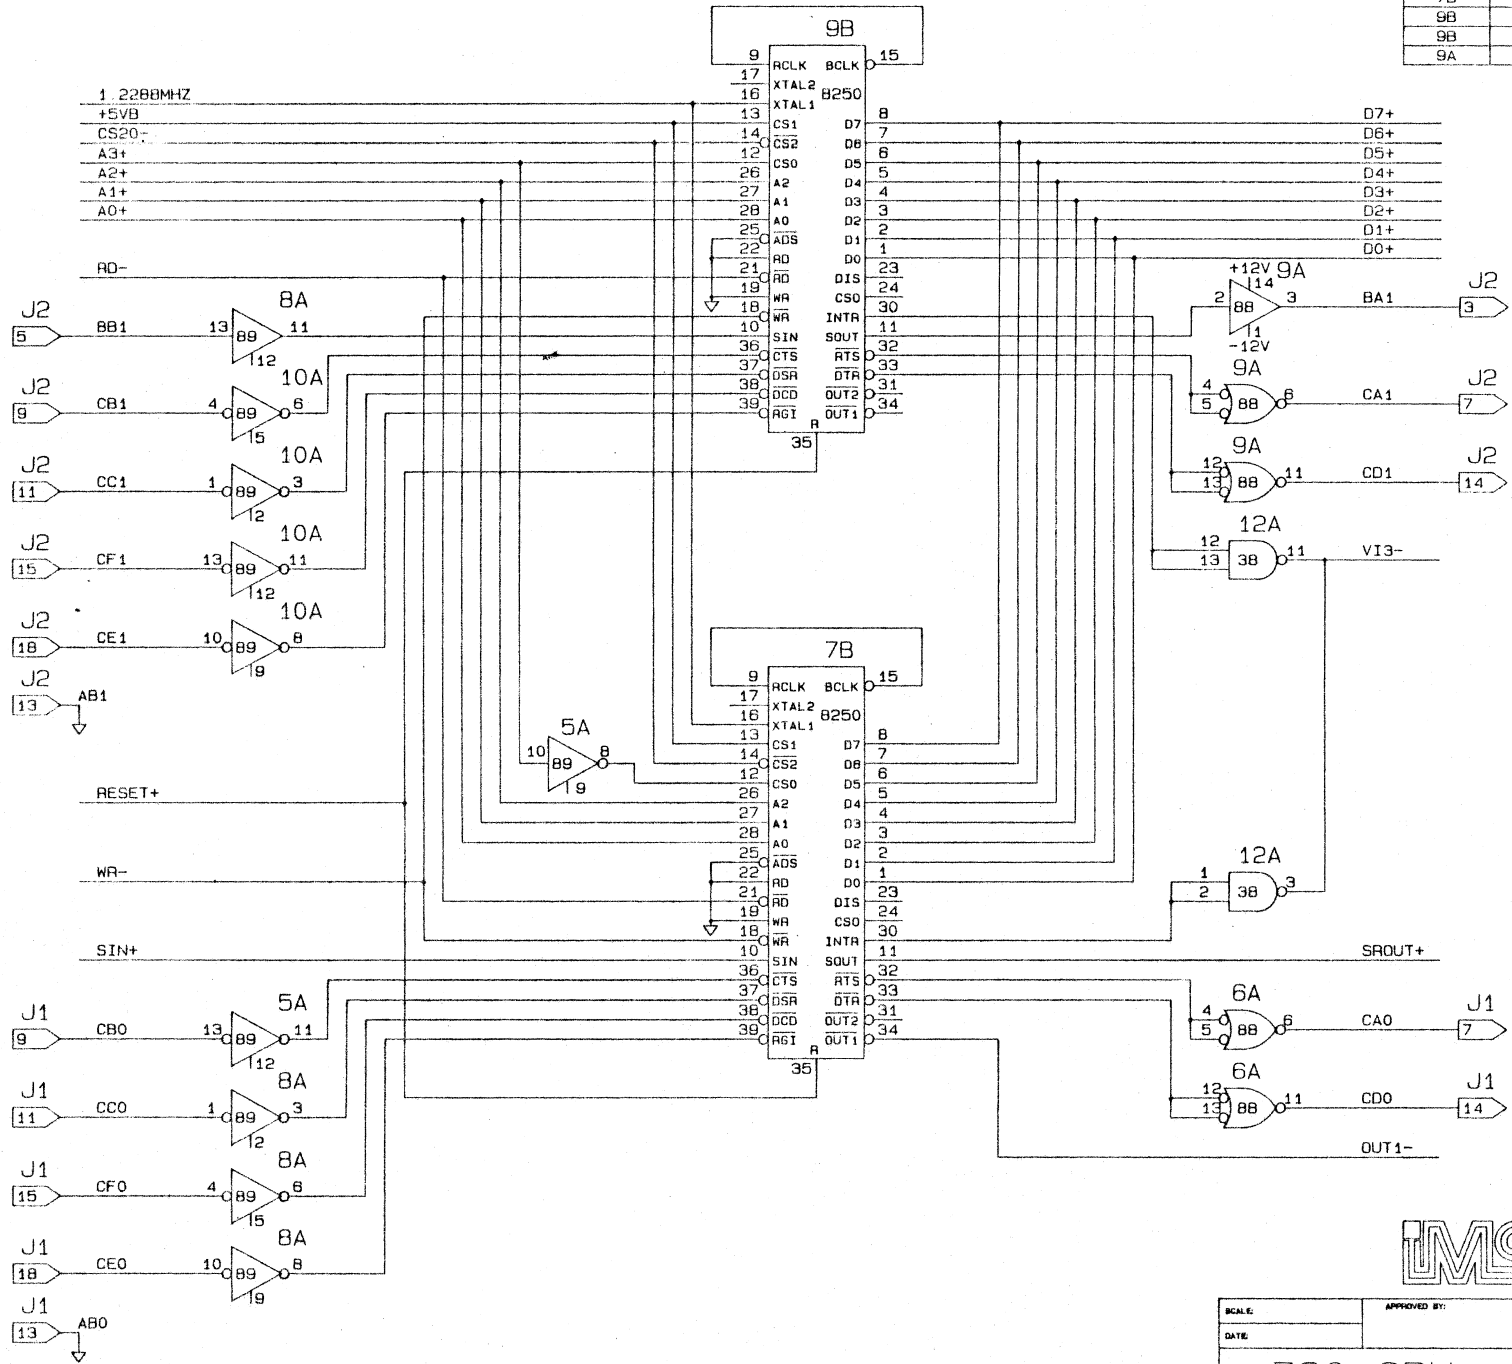 9B
9B
9A
9B
9 RCLK BCLK 15
17 XTAL2
8250
1.2288MHZ 16 XTAL1
+5VB 13 CS1 D7 8 D7+
CS20- 14 CS2 D6 7 D6+
A3+ 12 CS0 D5 6 D5+
A2+ 26 A2 D4 5 D4+
A1+ 27 A1 D3 4 D3+
A0+ 28 A0 D2 3 D2+
25 ADS D1 2 D1+
22 RD D0 1 D0+
RD- 21 RD DIS 23
19 WR CSO 24
18 WR INTR 30
10 SIN SOUT 11
36 CTS RTS 32
37 DSR DTR 33
38 DCD OUT2 31
39 RGI OUT1 34
R
35
J2 8A
5 BB1 13 89 11
12
J2 10A
9 CB1 4 89 6
5
J2 10A
11 CC1 1 89 3
2
J2 10A
15 CF1 13 89 11
12
J2 10A
18 CE1 10 89 8
9
J2
13 AB1
+12V 9A J2
14
2 88 3 BA1 3
1
-12V
9A J2
4
5 88 6 CA1 7
9A J2
12
13 88 11 CD1 14
12A
12
13 38 11 VI3-
7B
9 RCLK BCLK 15
17 XTAL2
8250
16 XTAL1
5A
10 89 8
9
13 CS1 D7 8
14 CS2 D6 7
12 CS0 D5 6
RESET+ 26 A2 D4 5
27 A1 D3 4
28 A0 D2 3
25 ADS D1 2
WR- 22 RD D0 1
21 RD DIS 23
19 WR CSO 24
18 WR INTR 30
SIN+ 10 SIN SOUT 11 SROUT+
36 CTS RTS 32
37 DSR DTR 33
38 DCD OUT2 31
39 RGI OUT1 34
R
35
12A
1
2 38 3
J1 5A
9 CB0 13 89 11
12
J1 8A
11 CC0 1 89 3
2
J1 8A
15 CF0 4 89 6
5
J1 8A
18 CE0 10 89 8
9
J1
13 AB0
6A J1
4
5 88 6 CA0 7
6A J1
12
13 88 11 CD0 14
OUT1-
SCALE: APPROVED BY:
DATE: